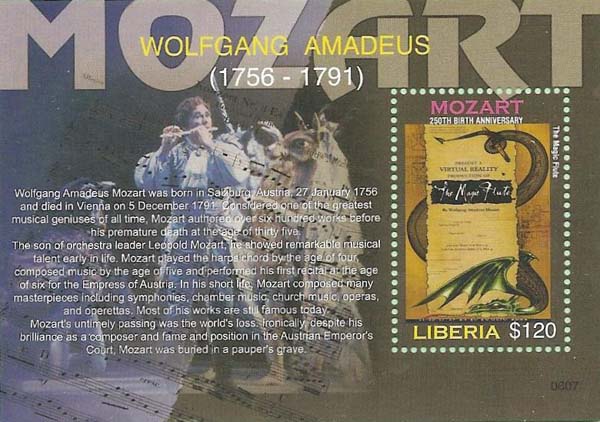 MOZART
WOLFGANG AMADEUS
(1756 - 1791)
Wolfgang Amadeus Mozart was born in Salzburg, Austria, 27 January 1756
and died in Vienna on 5 December 1791. Considered one of the greatest
musical geniuses of all time, Mozart authored over six hundred works before
his premature death at the age of thirty five.
The son of orchestra leader Leopold Mozart, he showed remarkable musical
talent early in life. Mozart played the harps chord by the age of four,
composed music by the age of five and performed his first recital at the age
of six for the Empress of Austria. In his short life, Mozart composed many
masterpieces including symphonies, chamber music, church music, operas,
and operettas. Most of his works are still famous today.
Mozart's untimely passing was the world's loss. Ironically, despite his
brilliance as a composer and fame and position in the Austrian Emperor's
Court, Mozart was buried in a pauper's grave.
MOZART
250TH BIRTH ANNIVERSARY
The Magic Flute
VIRTUAL REALITY
The Magic Flute
By Wolfgang Amadeus Mozart
LIBERIA $120
0607